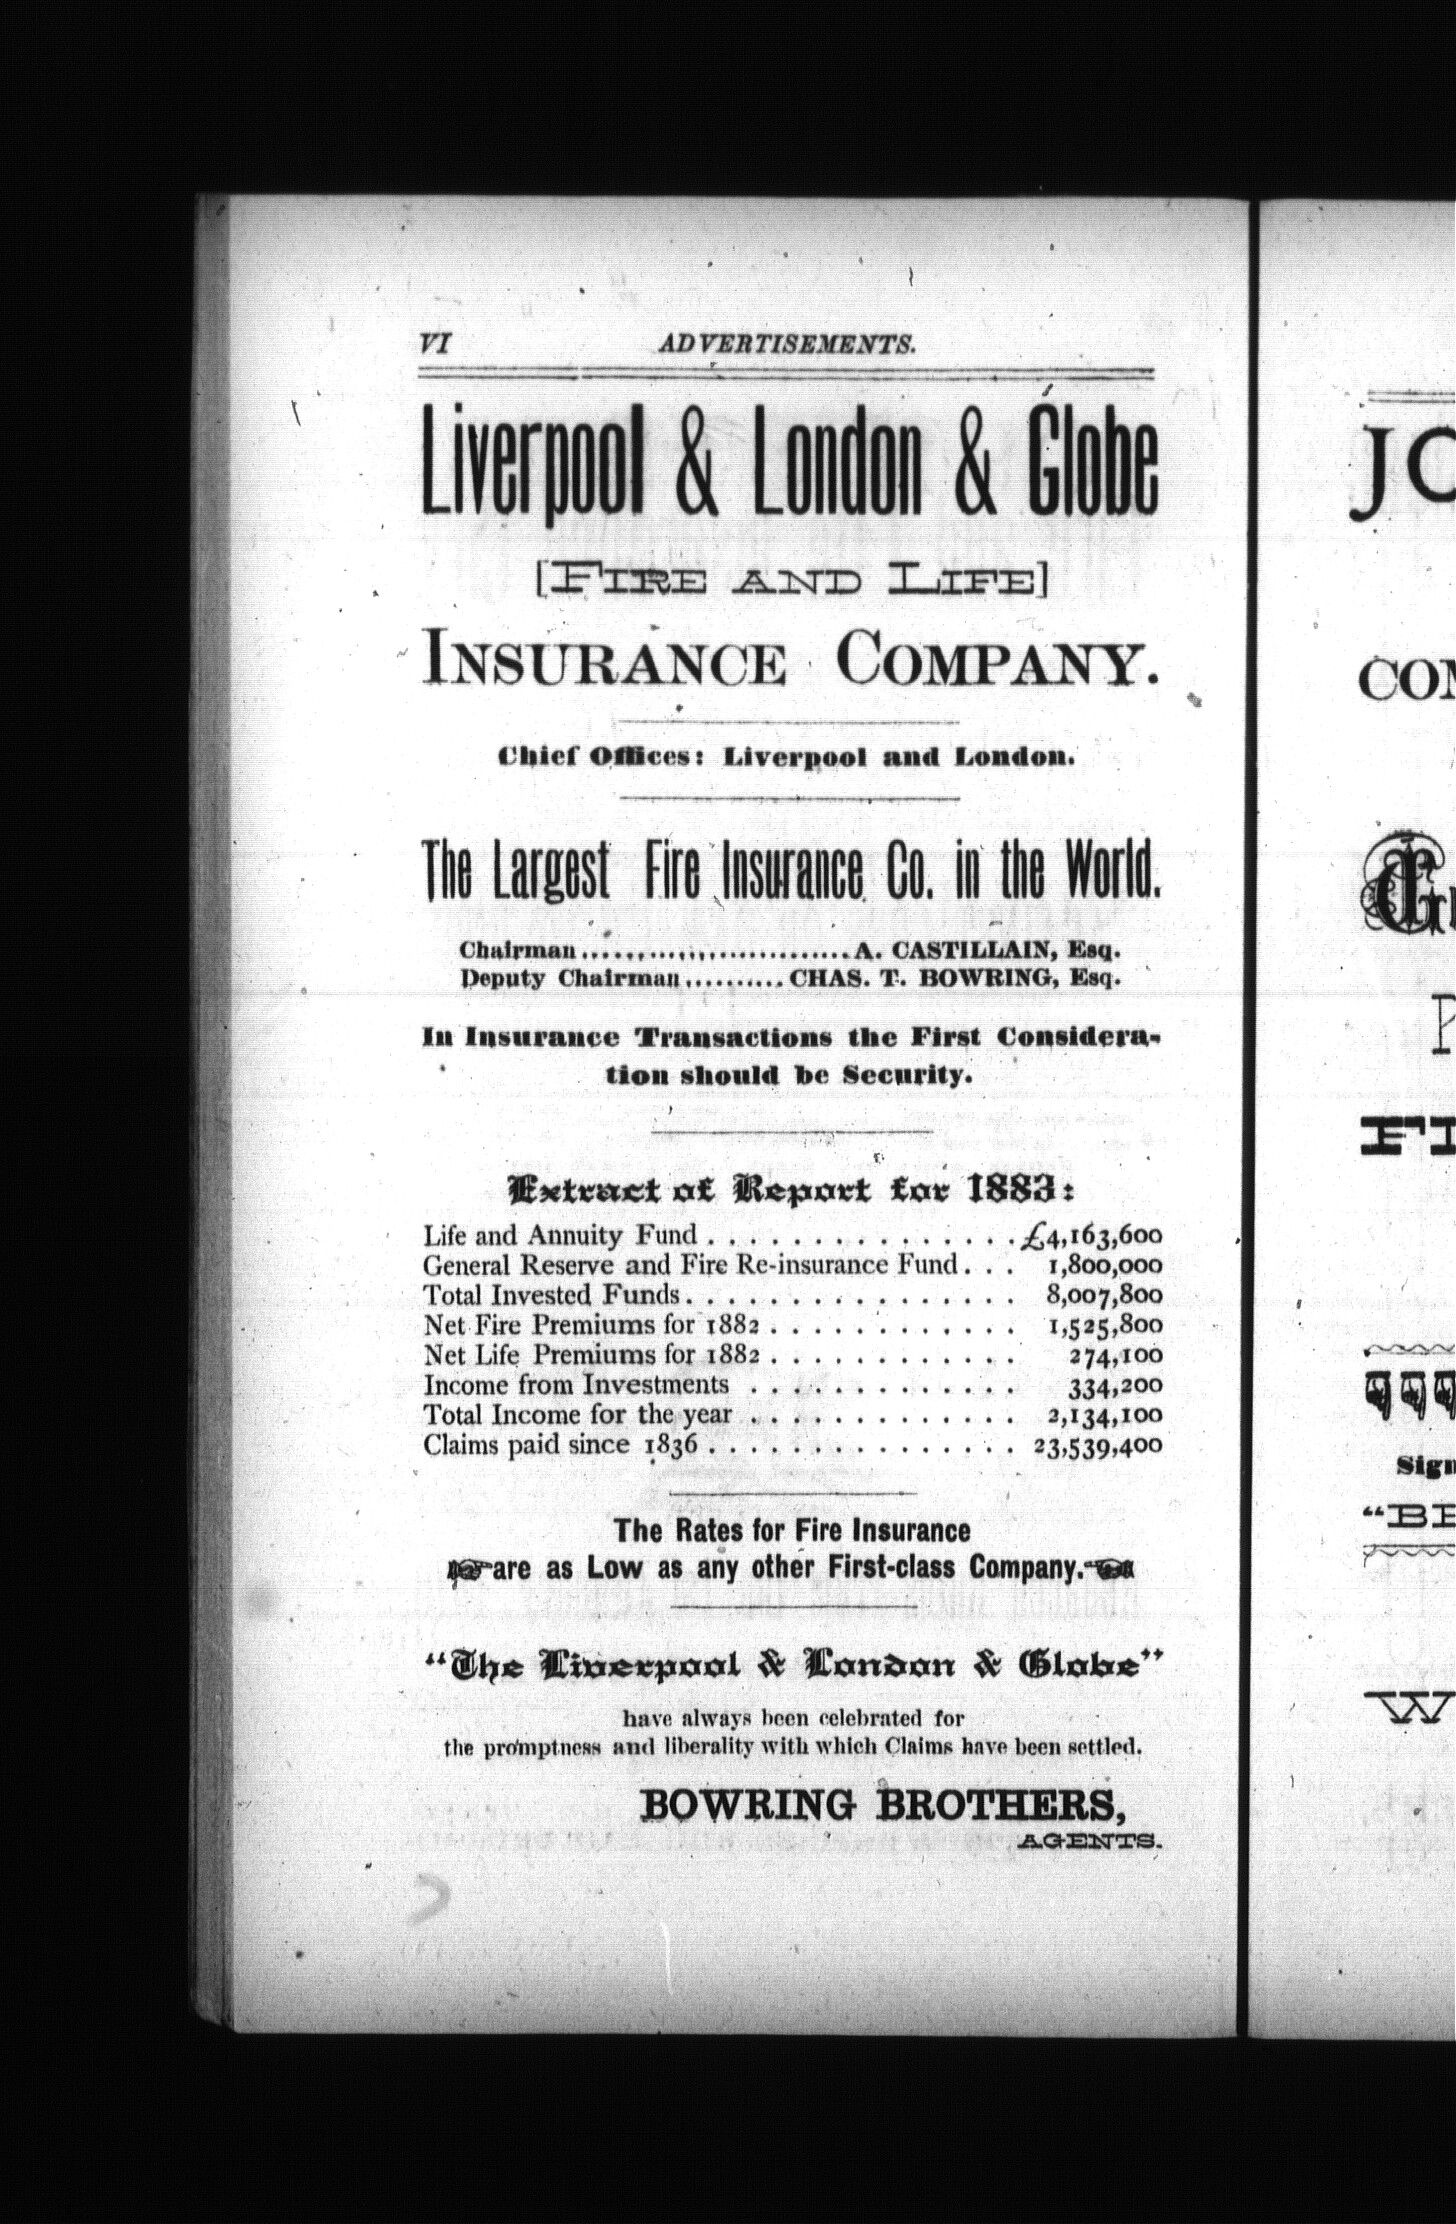 VI ADVERTISEMENTS.
Liverpool & London & Globe
[FIRE AND LIFE]
INSURANCE COMPANY.
Chief Offices: Liverpool and London.
The Largest Fire Insurance Co. in the World.
Chairman...........................A. CASTILLAIN, Esq.
Deputy Chairman..........CHAS. T. BOWRING, Esq.
In Insurance Transactions the First Considera-
tion should be Security.
Extract of Report for 1883:
Life and Annuity Fund . . . . . . . . . . . . . . . £4,163,600
General Reserve and Fire Re-insurance Fund . . . 1,800,000
Total Invested Funds . . . . . . . . . . . . . . . . 8,007,800
Net Fire Premiums for 1882 . . . . . . . . . . . . 1,525,800
Net Life Premiums for 1882 . . . . . . . . . . . . 274,100
Income from Investments . . . . . . . . . . . . . 334,200
Total Income for the year . . . . . . . . . . . . . 2,134,100
Claims paid since 1836 . . . . . . . . . . . . . . . 23,539,400
The Rates for Fire Insurance
☞are as Low as any other First-class Company.☜
"The Liverpool & London & Globe"
have always been celebrated for
the promptness and liberality with which Claims have been settled.
BOWRING BROTHERS,
AGENTS.
JO
COM
P
FI
Sign
"BE
W